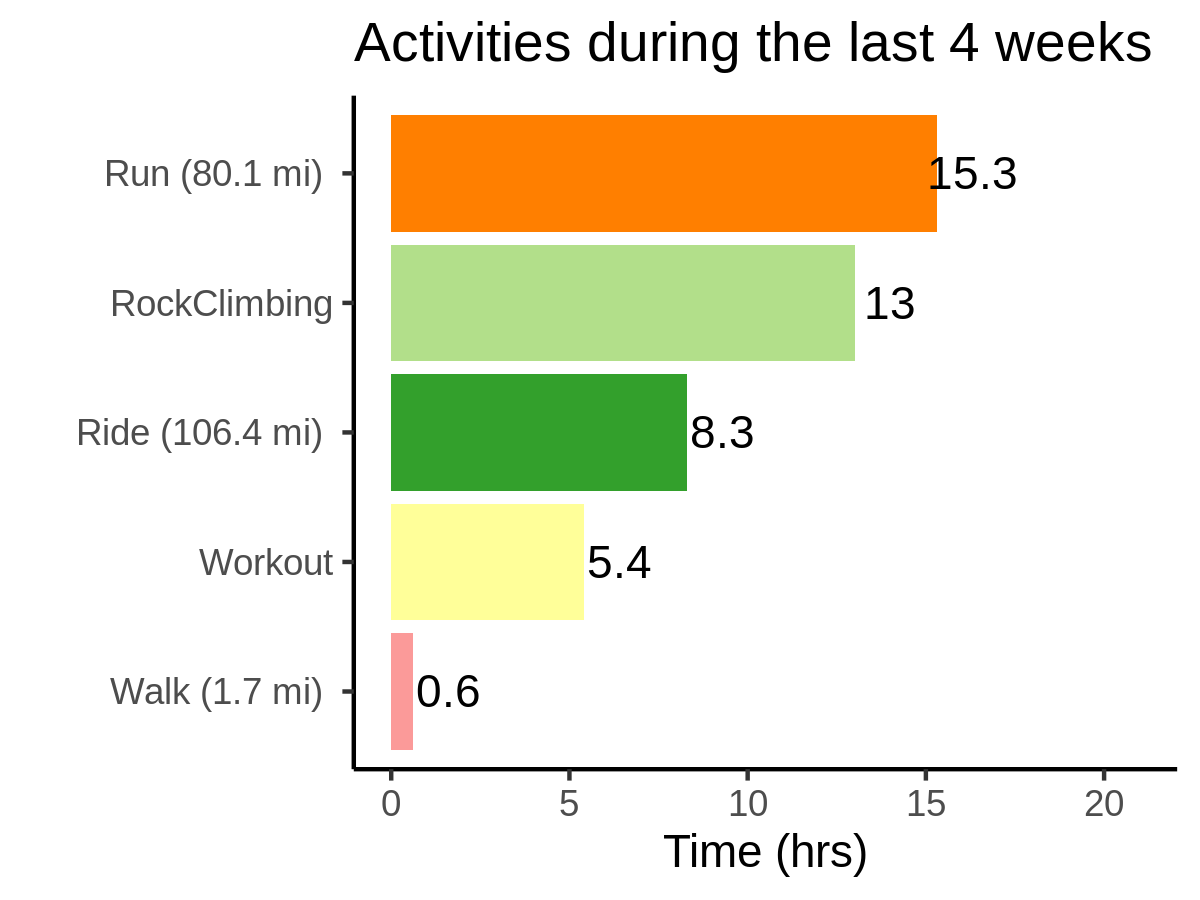 Activities during the last 4 weeks
Run (80.1 mi)
15.3
RockClimbing
13
Ride (106.4 mi)
8.3
Workout
5.4
Walk (1.7 mi)
0.6
0 5 10 15 20
Time (hrs)